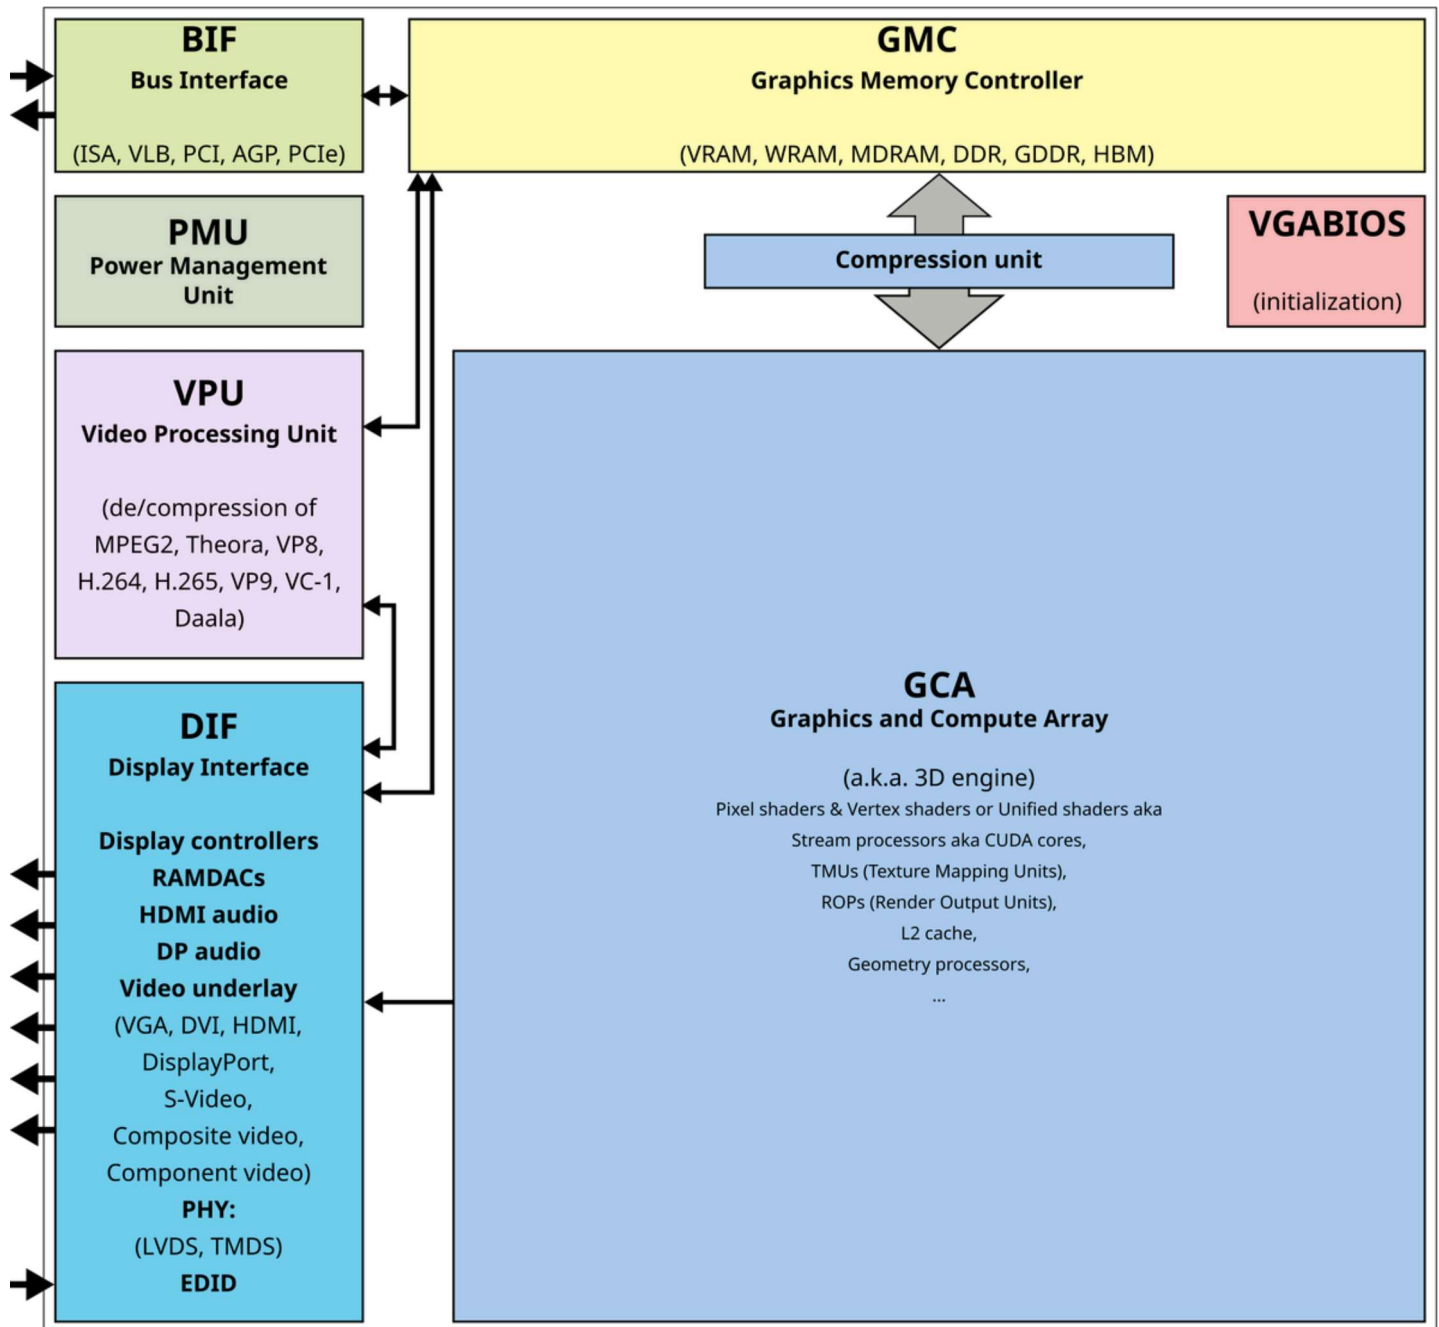 BIF
Bus Interface
(ISA, VLB, PCI, AGP, PCIe)
GMC
Graphics Memory Controller
(VRAM, WRAM, MDRAM, DDR, GDDR, HBM)
PMU
Power Management
Unit
Compression unit
VGABIOS
(initialization)
VPU
Video Processing Unit
(de/compression of
MPEG2, Theora, VP8,
H.264, H.265, VP9, VC-1,
Daala)
DIF
Display Interface
Display controllers
RAMDACs
HDMI audio
DP audio
Video underlay
(VGA, DVI, HDMI,
DisplayPort,
S-Video,
Composite video,
Component video)
PHY:
(LVDS, TMDS)
EDID
GCA
Graphics and Compute Array
(a.k.a. 3D engine)
Pixel shaders & Vertex shaders or Unified shaders aka
Stream processors aka CUDA cores,
TMUs (Texture Mapping Units),
ROPs (Render Output Units),
L2 cache,
Geometry processors,
...